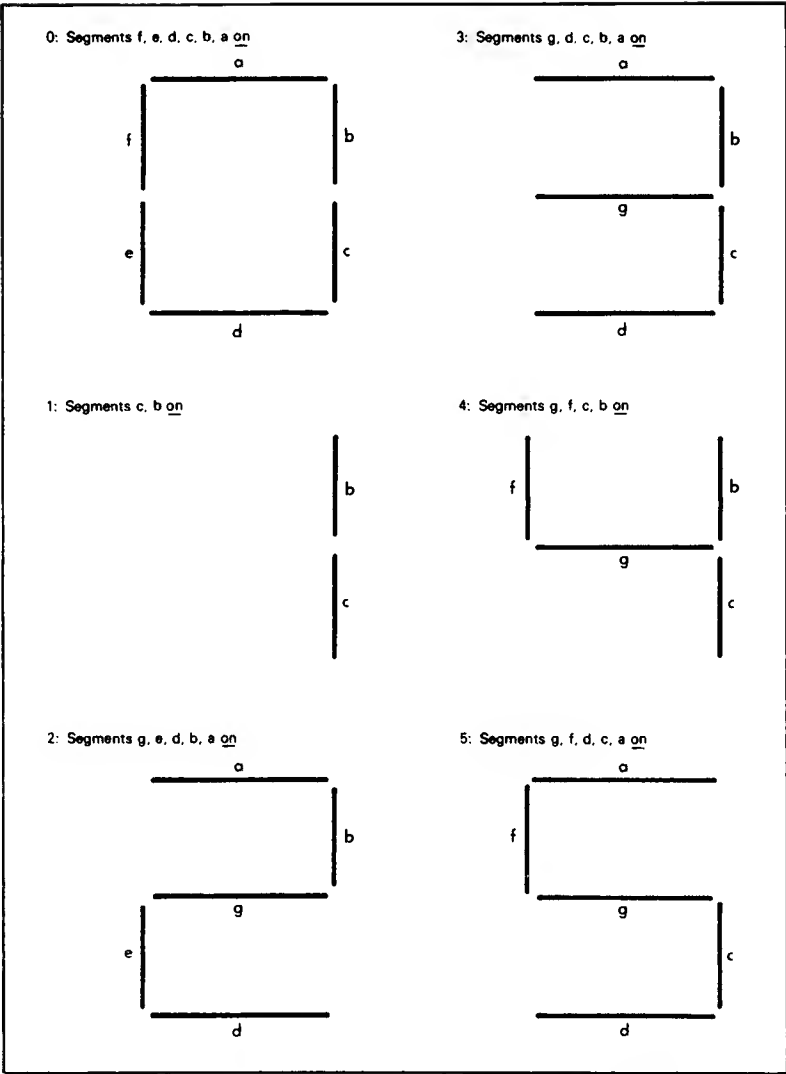 0: Segments f, e, d, c, b, a on
a
f
b
e
c
d
1: Segments c, b on
b
c
2: Segments g, e, d, b, a on
a
b
g
e
d
3: Segments g, d, c, b, a on
a
b
g
c
d
4: Segments g, f, c, b on
f
b
g
c
5: Segments g, f, d, c, a on
a
f
g
c
d